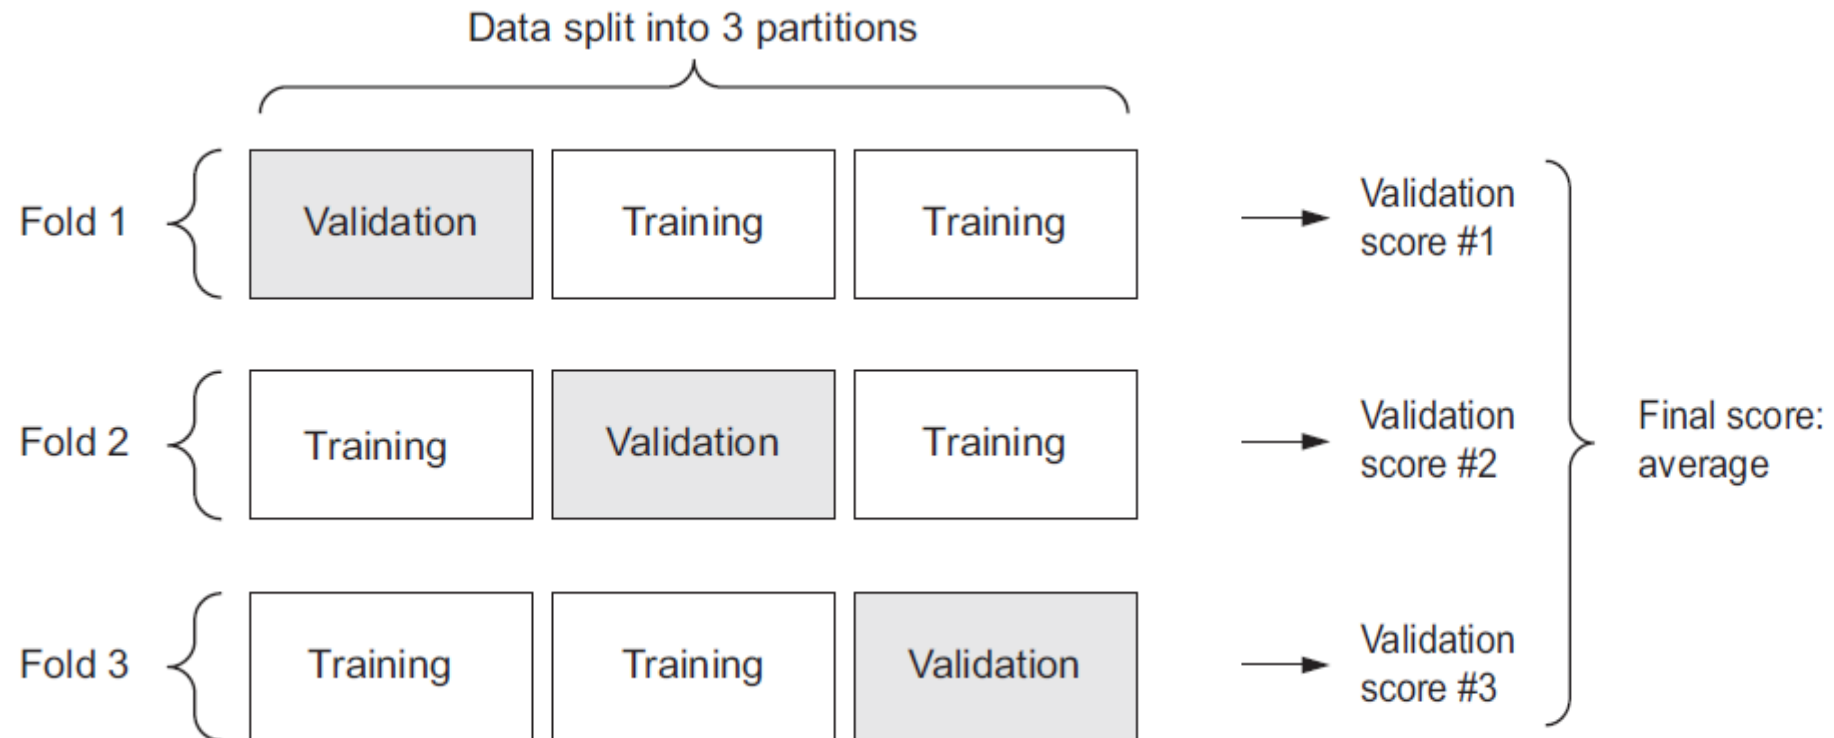 Data split into 3 partitions
Fold 1
Validation
Training
Training
Validation
score #1
Fold 2
Training
Validation
Training
Validation
score #2
Final score:
average
Fold 3
Training
Training
Validation
Validation
score #3